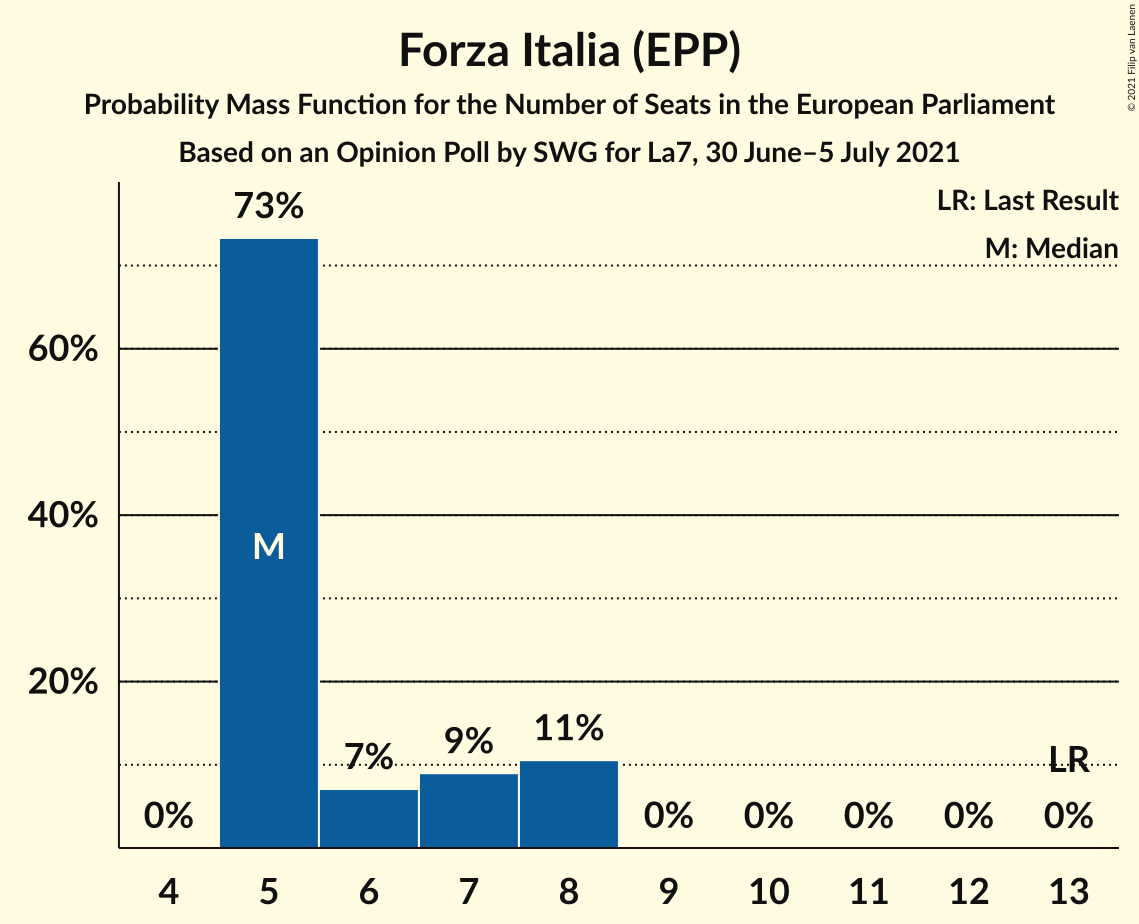 Forza Italia (EPP)
Probability Mass Function for the Number of Seats in the European Parliament
Based on an Opinion Poll by SWG for La7, 30 June–5 July 2021
© 2021 Filip van Laenen
LR: Last Result
M: Median
60%
40%
20%
0%
73%
M
7%
9%
11%
0%
0%
0%
0%
LR
0%
4 5 6 7 8 9 10 11 12 13